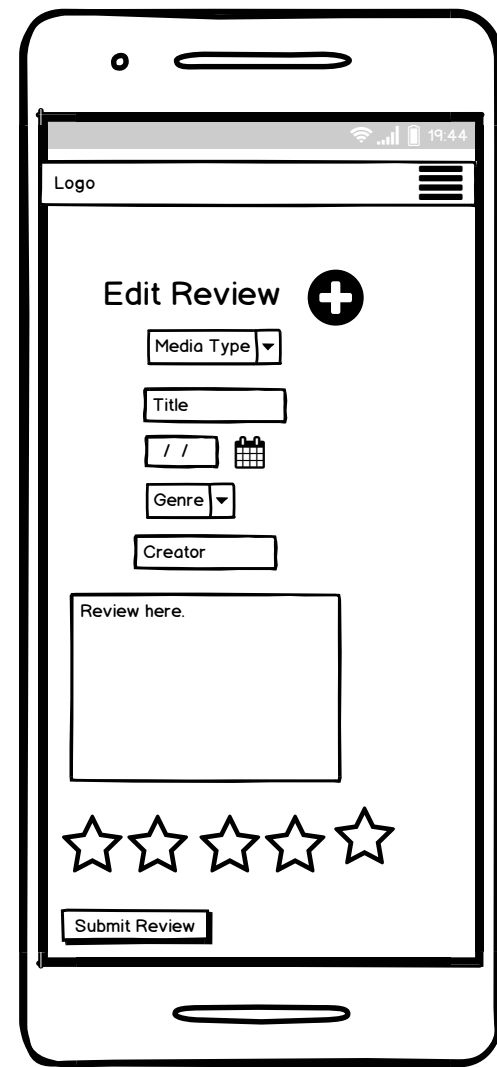 19:44
Logo
Edit Review
Media Type
Title
/ /
Genre
Creator
Review here.
Submit Review